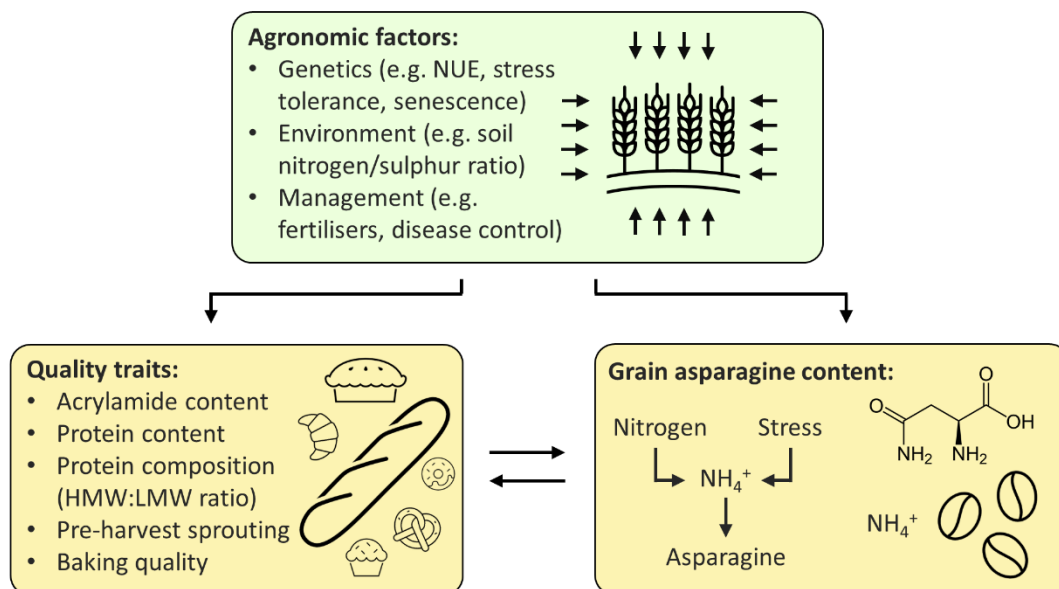 Agronomic factors:
• Genetics (e.g. NUE, stress
tolerance, senescence)
• Environment (e.g. soil
nitrogen/sulphur ratio)
• Management (e.g.
fertilisers, disease control)
Quality traits:
• Acrylamide content
• Protein content
• Protein composition
(HMW:LMW ratio)
• Pre-harvest sprouting
• Baking quality
Grain asparagine content:
Nitrogen Stress
NH₄⁺
Asparagine
O
O
OH
NH₂ NH₂
NH₄⁺